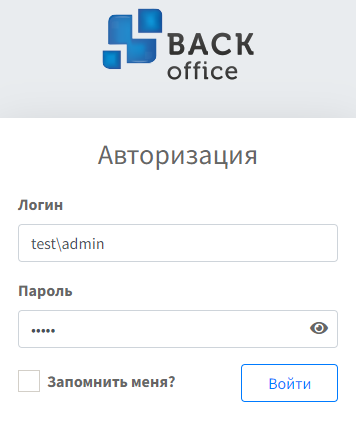 BACK
office
Авторизация
Логин
test\admin
Пароль
•••••
Запомнить меня?
Войти